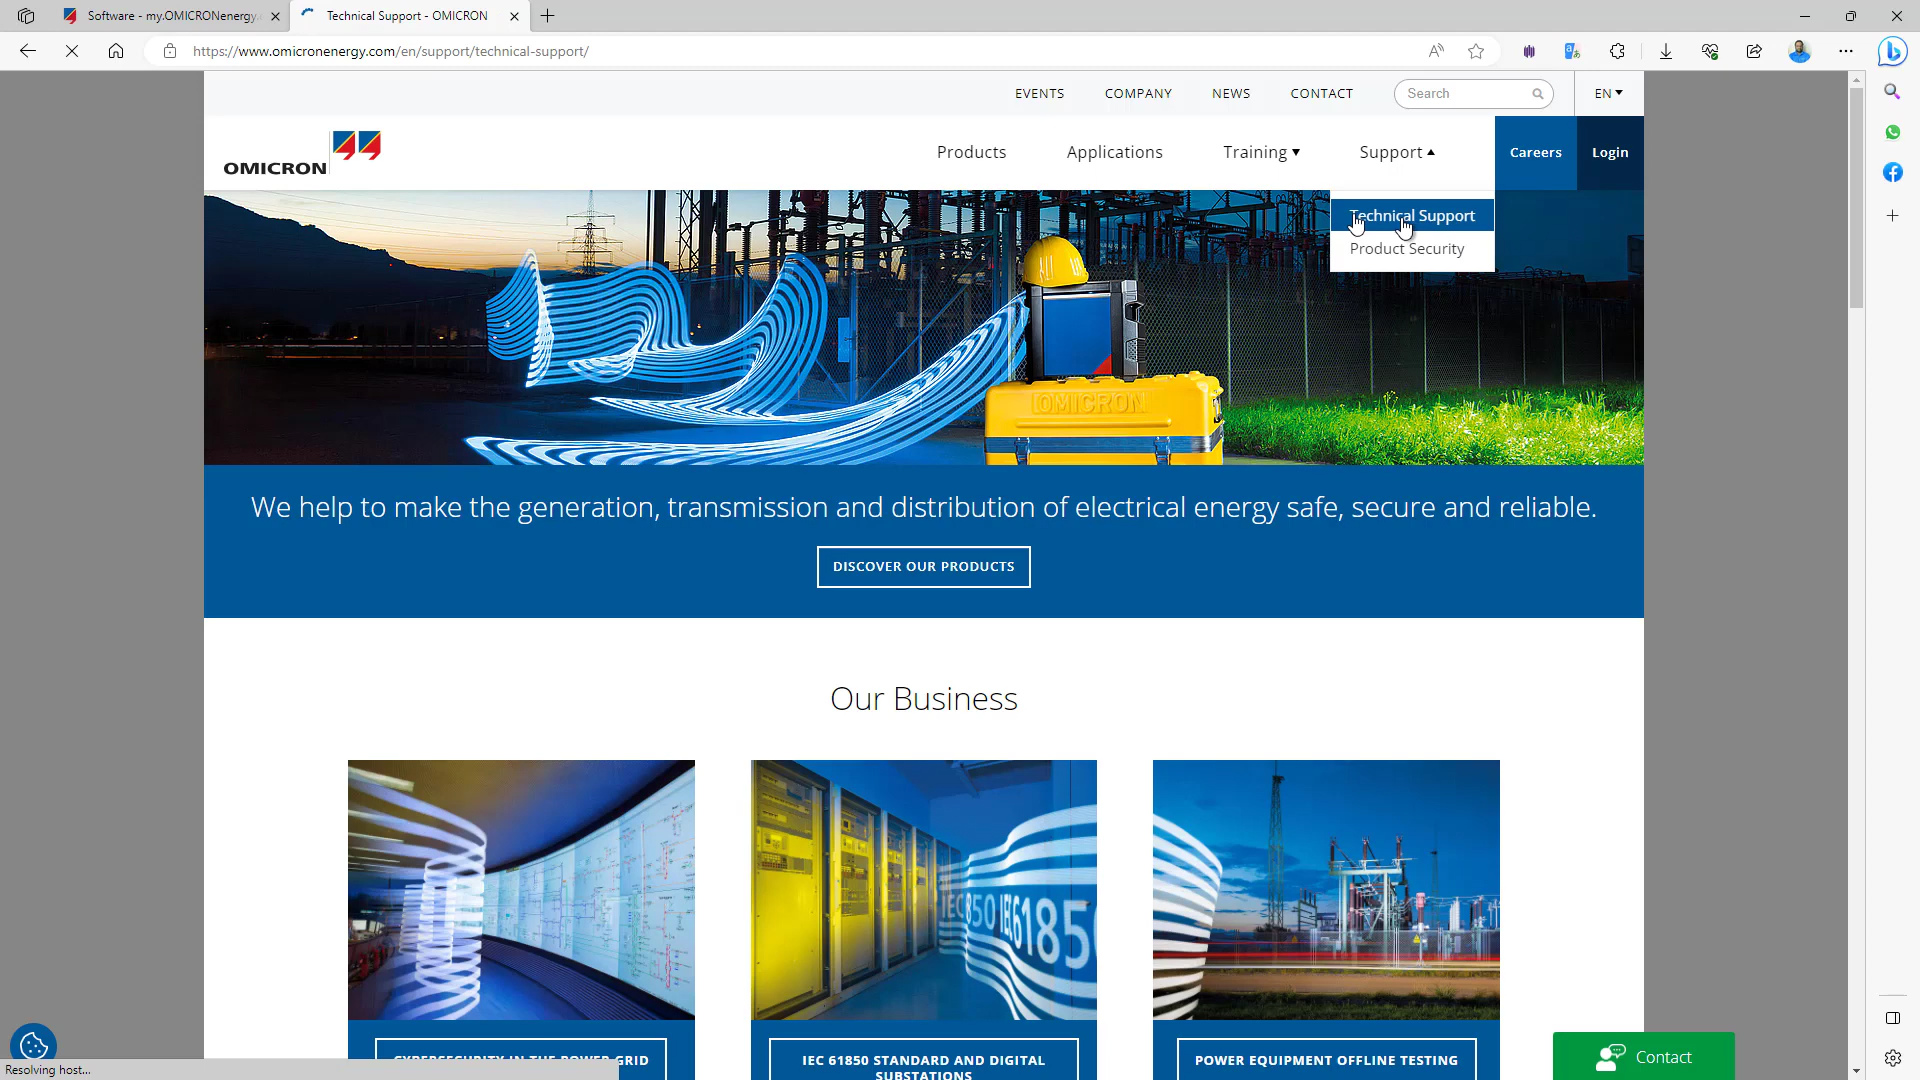 Software - my.OMICRONenergy.
Technical Support - OMICRON
https://www.omicronenergy.com/en/support/technical-support/
EVENTS
COMPANY
NEWS
CONTACT
Search
EN
OMICRON
Products
Applications
Training
Support
Careers
Login
Technical Support
Product Security
OMICRON
We help to make the generation, transmission and distribution of electrical energy safe, secure and reliable.
DISCOVER OUR PRODUCTS
Our Business
IEC 61850
CYBERSECURITY IN THE POWER GRID
IEC 61850 STANDARD AND DIGITAL
SUBSTATIONS
POWER EQUIPMENT OFFLINE TESTING
Contact
Resolving host...